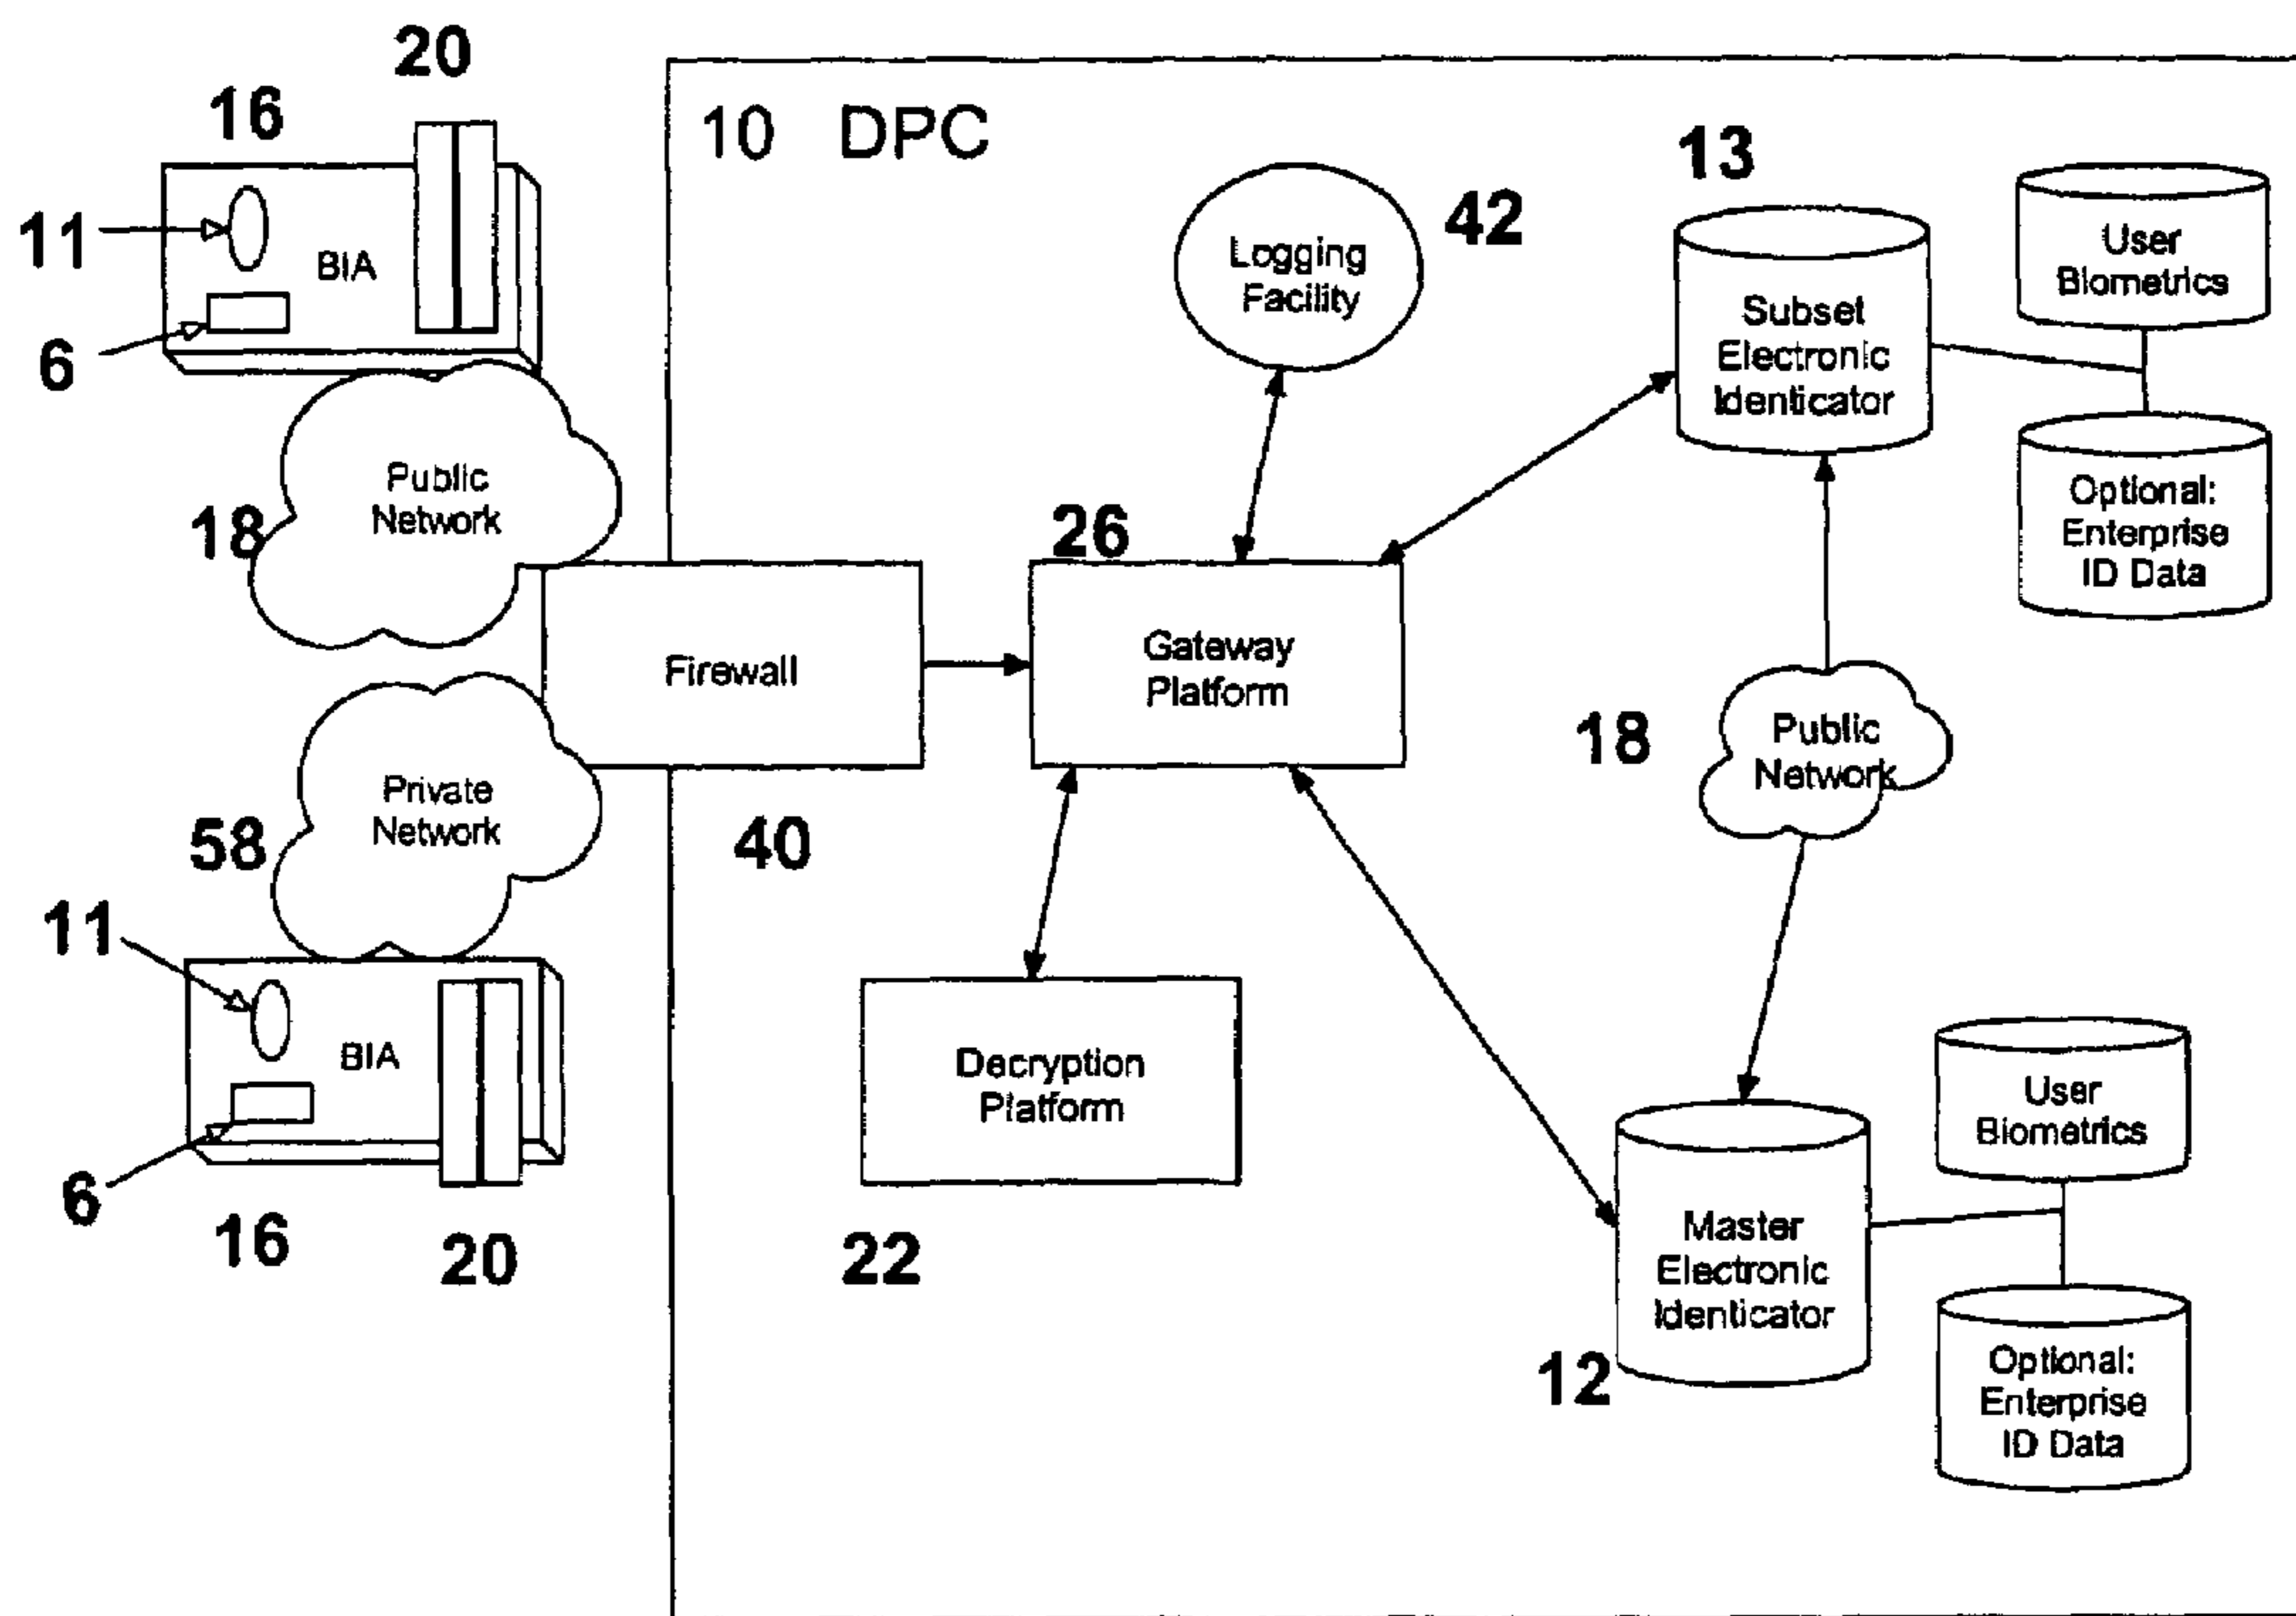 20
16
10 DPC
13
11
BIA
6
Logging
Facility
42
Subset
Electronic
Identicator
User
Biometrics
Optional:
Enterprise
ID Data
Public
Network
18
26
Firewall
Gateway
Platform
18
Public
Network
Private
Network
58
40
11
BIA
6
16
20
Decryption
Platform
22
Master
Electronic
Identicator
12
User
Biometrics
Optional:
Enterprise
ID Data